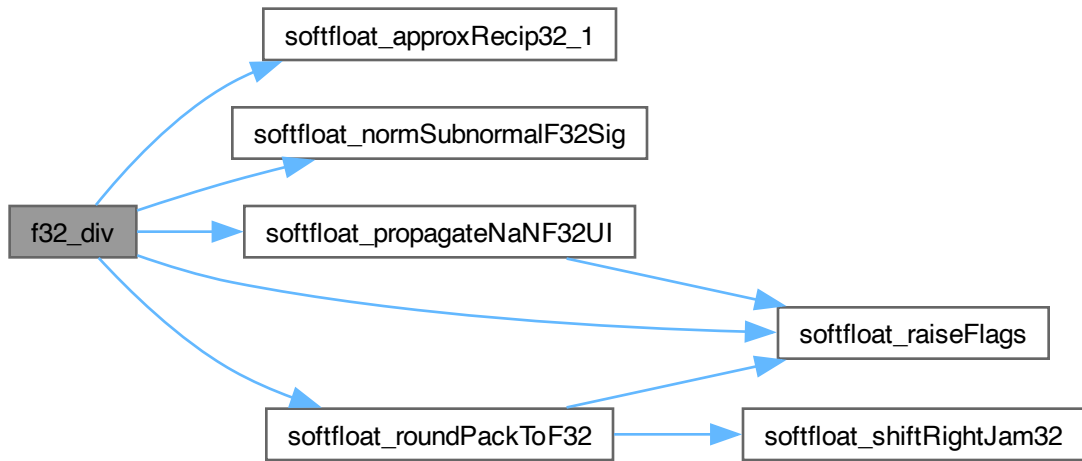 softfloat_approxRecip32_1
softfloat_normSubnormalF32Sig
f32_div
softfloat_propagateNaNF32UI
softfloat_raiseFlags
softfloat_roundPackToF32
softfloat_shiftRightJam32